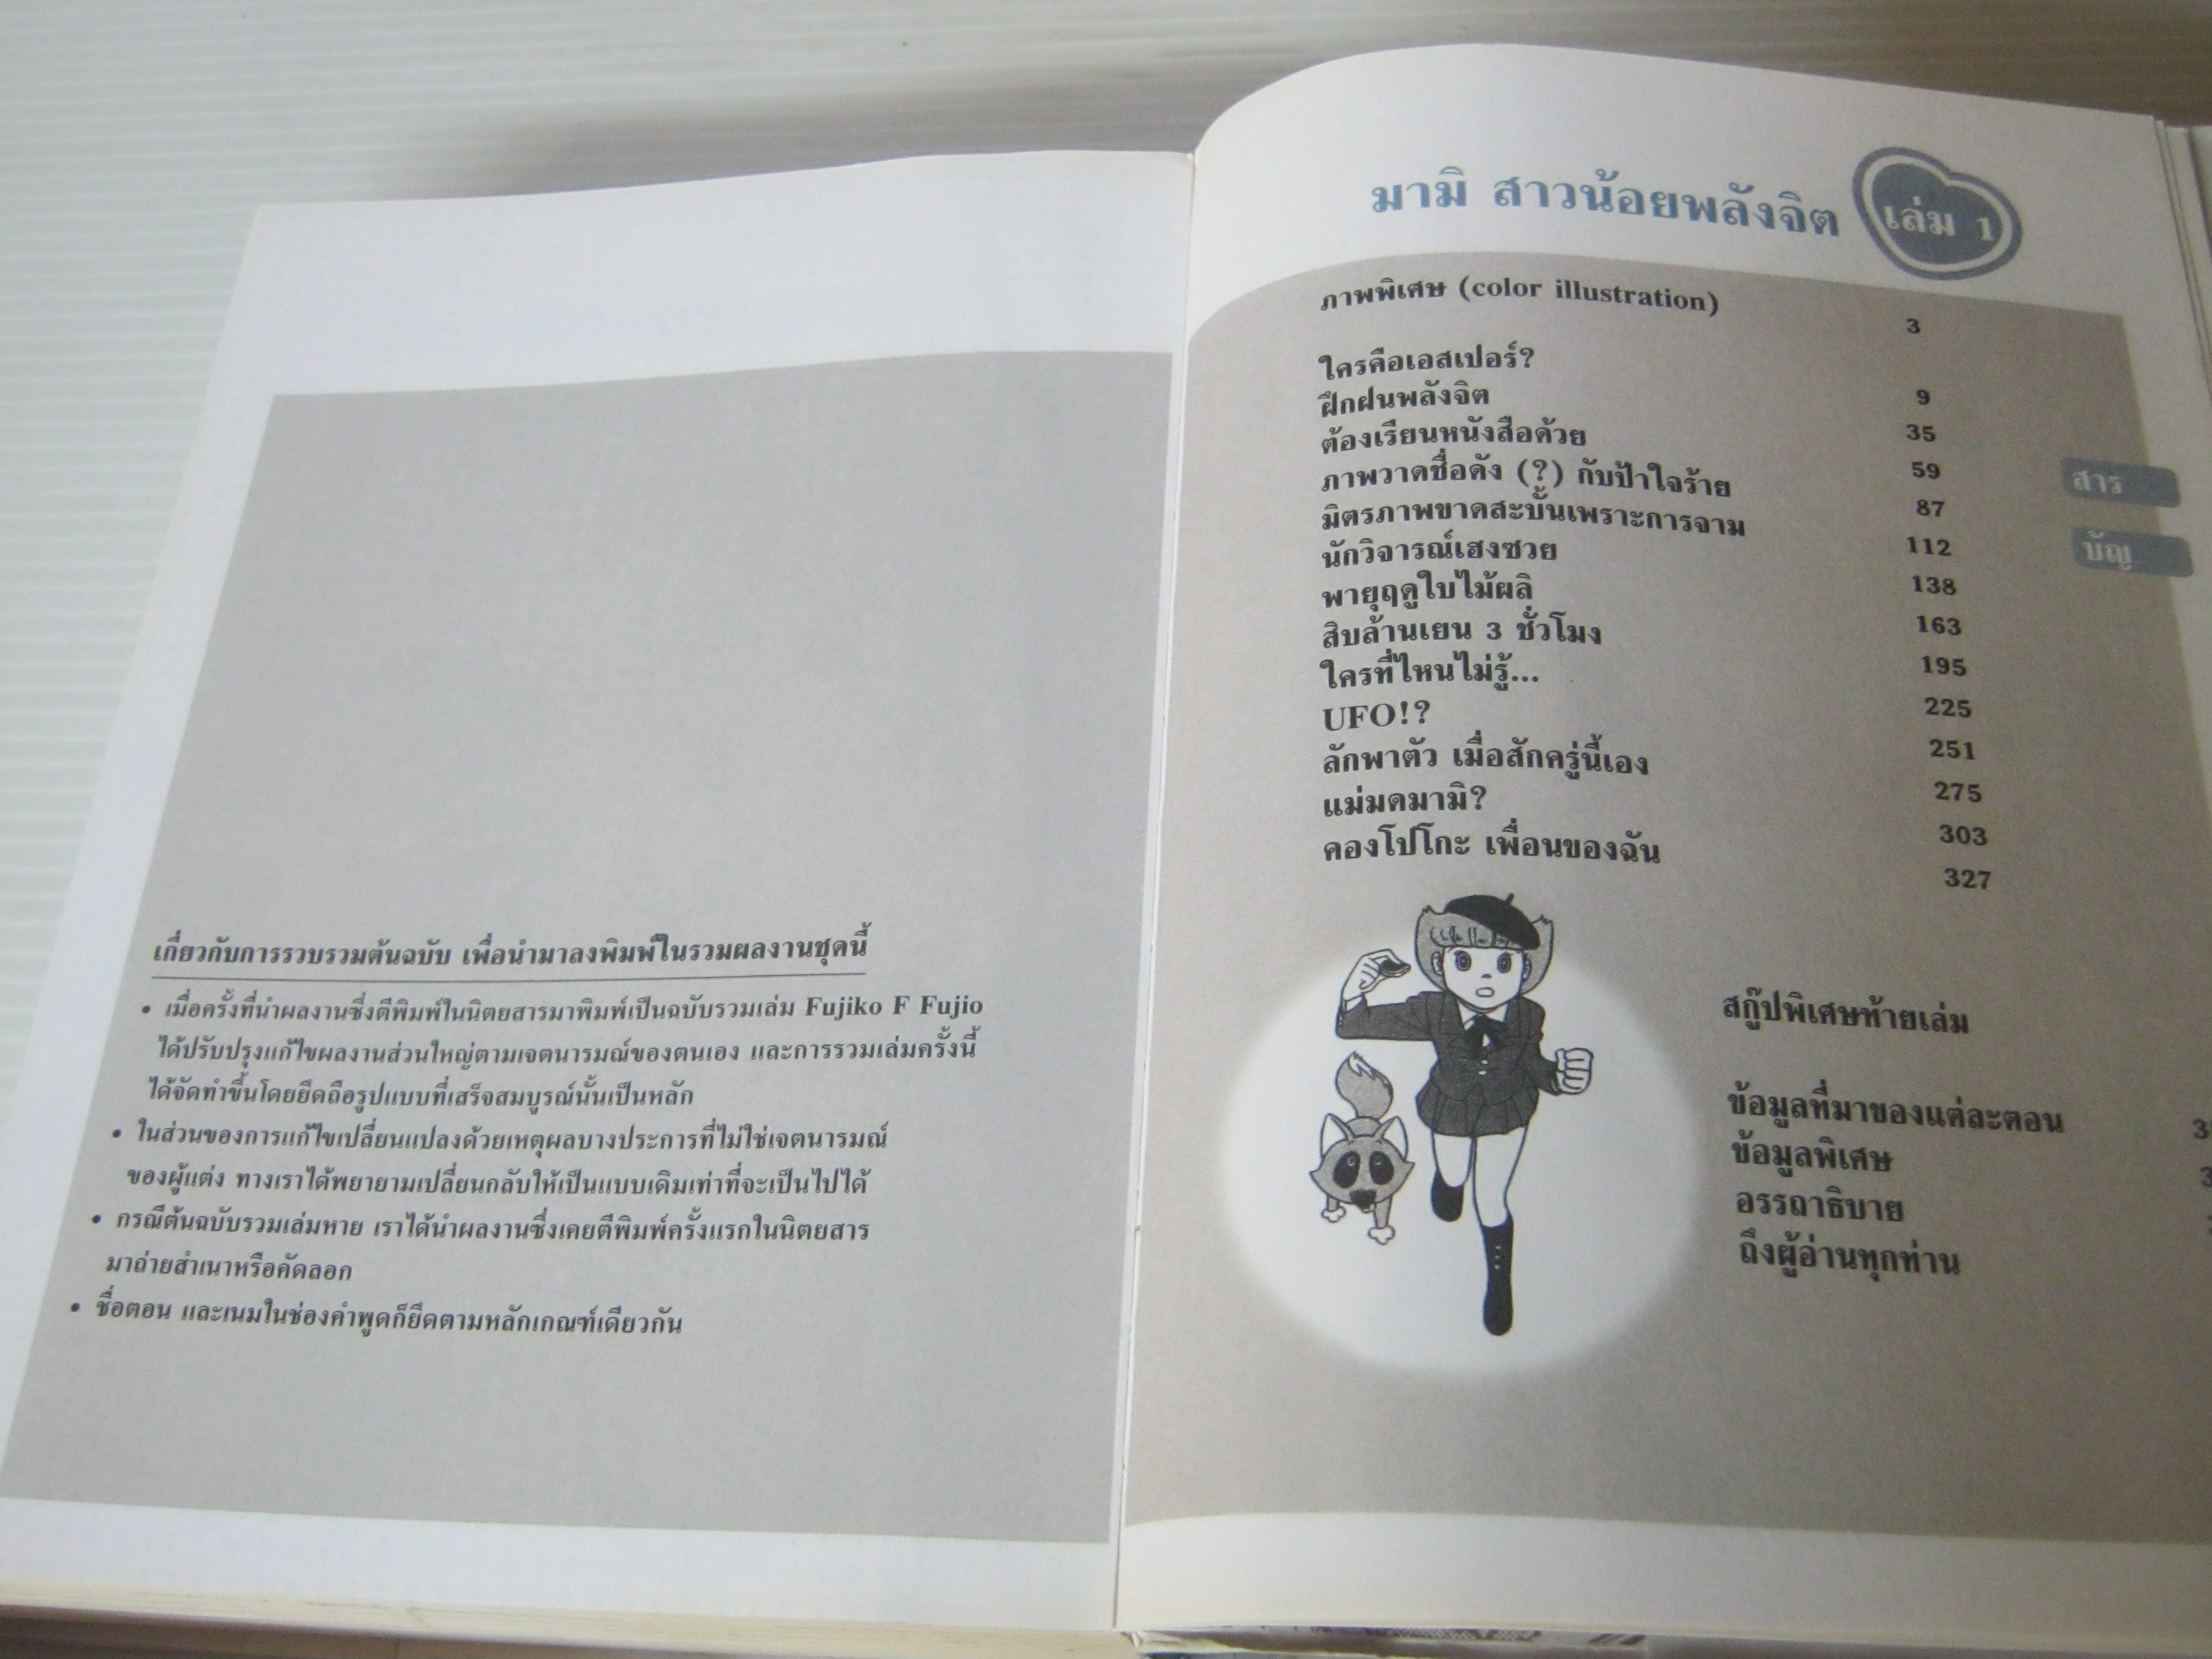 เกี่ยวกับการรวบรวมต้นฉบับ เพื่อนำมาลงพิมพ์ในรวมผลงานชุดนี้
• เมื่อครั้งที่นำผลงานซึ่งตีพิมพ์ในนิตยสารมาพิมพ์เป็นฉบับรวมเล่ม Fujiko F Fujio
ได้ปรับปรุงแก้ไขผลงานส่วนใหญ่ตามเจตนารมณ์ของตนเอง และการรวมเล่มครั้งนี้
ได้จัดทำขึ้นโดยยึดถือรูปแบบที่เสร็จสมบูรณ์นั้นเป็นหลัก
• ในส่วนของการแก้ไขเปลี่ยนแปลงด้วยเหตุผลบางประการที่ไม่ใช่เจตนารมณ์
ของผู้แต่ง ทางเราได้พยายามเปลี่ยนกลับให้เป็นแบบเดิมเท่าที่จะเป็นไปได้
• กรณีต้นฉบับรวมเล่มหาย เราได้นำผลงานซึ่งเคยตีพิมพ์ครั้งแรกในนิตยสาร
มาถ่ายสำเนาหรือคัดลอก
• ชื่อตอน และเนมในช่องคำพูดก็ยึดตามหลักเกณฑ์เดียวกัน
มามิ สาวน้อยพลังจิต เล่ม 1
ภาพพิเศษ (color illustration) 3
ใครคือเอสเปอร์? 9
ฝึกฝนพลังจิต 35
ต้องเรียนหนังสือด้วย 59
ภาพวาดชื่อดัง (?) กับป้าใจร้าย 87
มิตรภาพขาดสะบั้นเพราะการจาม 112
นักวิจารณ์เฮงซวย 138
พายุฤดูใบไม้ผลิ 163
สิบล้านเยน 3 ชั่วโมง 195
ใครที่ไหนไม่รู้... 225
UFO!? 251
ลักพาตัว เมื่อสักครู่นี้เอง 275
แม่มดมามิ? 303
คองโปโกะ เพื่อนของฉัน 327
สาร
บัญ
สกู๊ปพิเศษท้ายเล่ม
ข้อมูลที่มาของแต่ละตอน
ข้อมูลพิเศษ
อรรถาธิบาย
ถึงผู้อ่านทุกท่าน